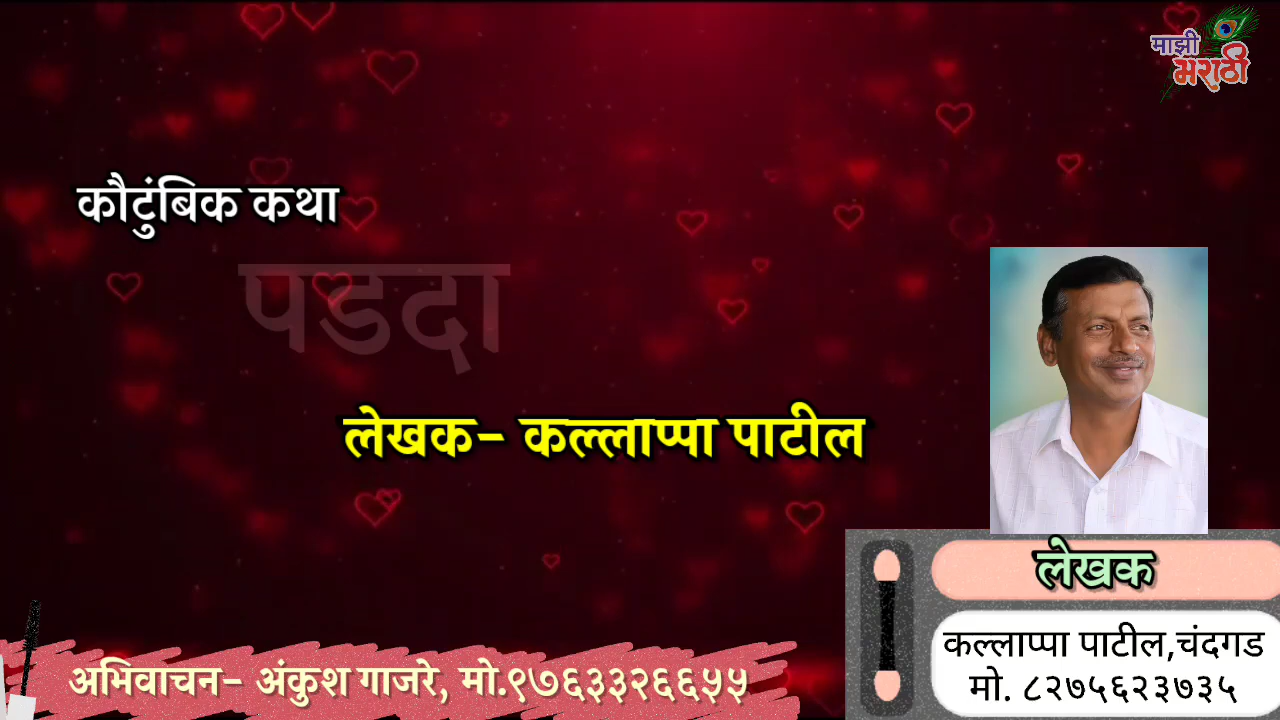 माझी
मराठी
कौटुंबिक कथा
पडदा
लेखक- कल्लाप्पा पाटील
लेखक
कल्लाप्पा पाटील,चंदगड
मो. ८२७५६२३७३५
अभिवाचन- अंकुश गाजरे, मो.९७६३३२६६५५